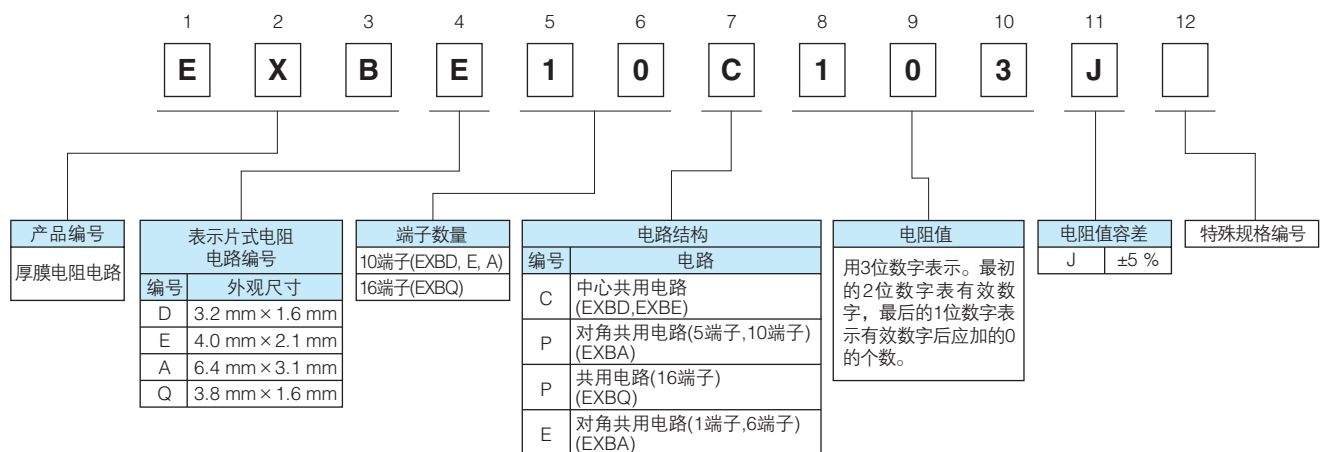 1 2 3 4 5 6 7 8 9 10 11 12
E X B E 1 0 C 1 0 3 J
产品编号
厚膜电阻电路
表示片式电阻
电路编号
编号 外观尺寸
D 3.2 mm × 1.6 mm
E 4.0 mm × 2.1 mm
A 6.4 mm × 3.1 mm
Q 3.8 mm × 1.6 mm
端子数量
10端子(EXBD, E, A)
16端子(EXBQ)
电路结构
编号 电路
C 中心共用电路
(EXBD,EXBE)
P 对角共用电路(5端子,10端子)
(EXBA)
P 共用电路(16端子)
(EXBQ)
E 对角共用电路(1端子,6端子)
(EXBA)
电阻值
用3位数字表示。最初
的2位数字表有效数
字，最后的1位数字表
示有效数字后应加的0
的个数。
电阻值容差
J ±5 %
特殊规格编号